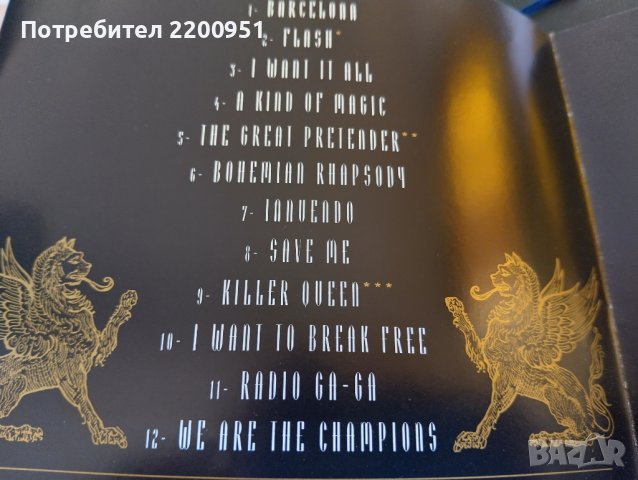 Потребител 2200951
1- BARCELONA
2- FLASH*
3- I WANT IT ALL
4- A KIND OF MAGIC
5- THE GREAT PRETENDER**
6- BOHEMIAN RHAPSODY
7- INNUENDO
8- SAVE ME
9- KILLER QUEEN***
10- I WANT TO BREAK FREE
11- RADIO GA-GA
12- WE ARE THE CHAMPIONS
BAZAR